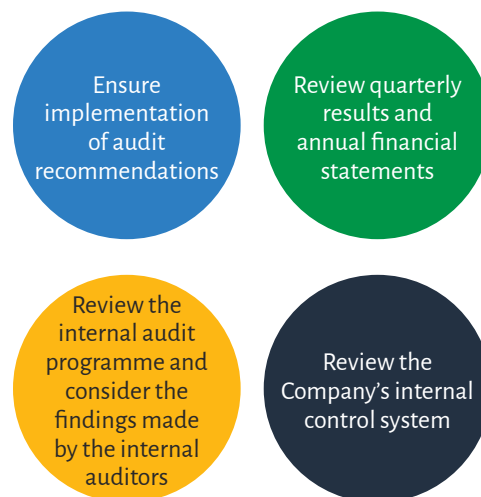 Ensure
implementation
of audit
recommendations
Review quarterly
results and
annual financial
statements
Review the
internal audit
programme and
consider the
findings made
by the internal
auditors
Review the
Company’s internal
control system